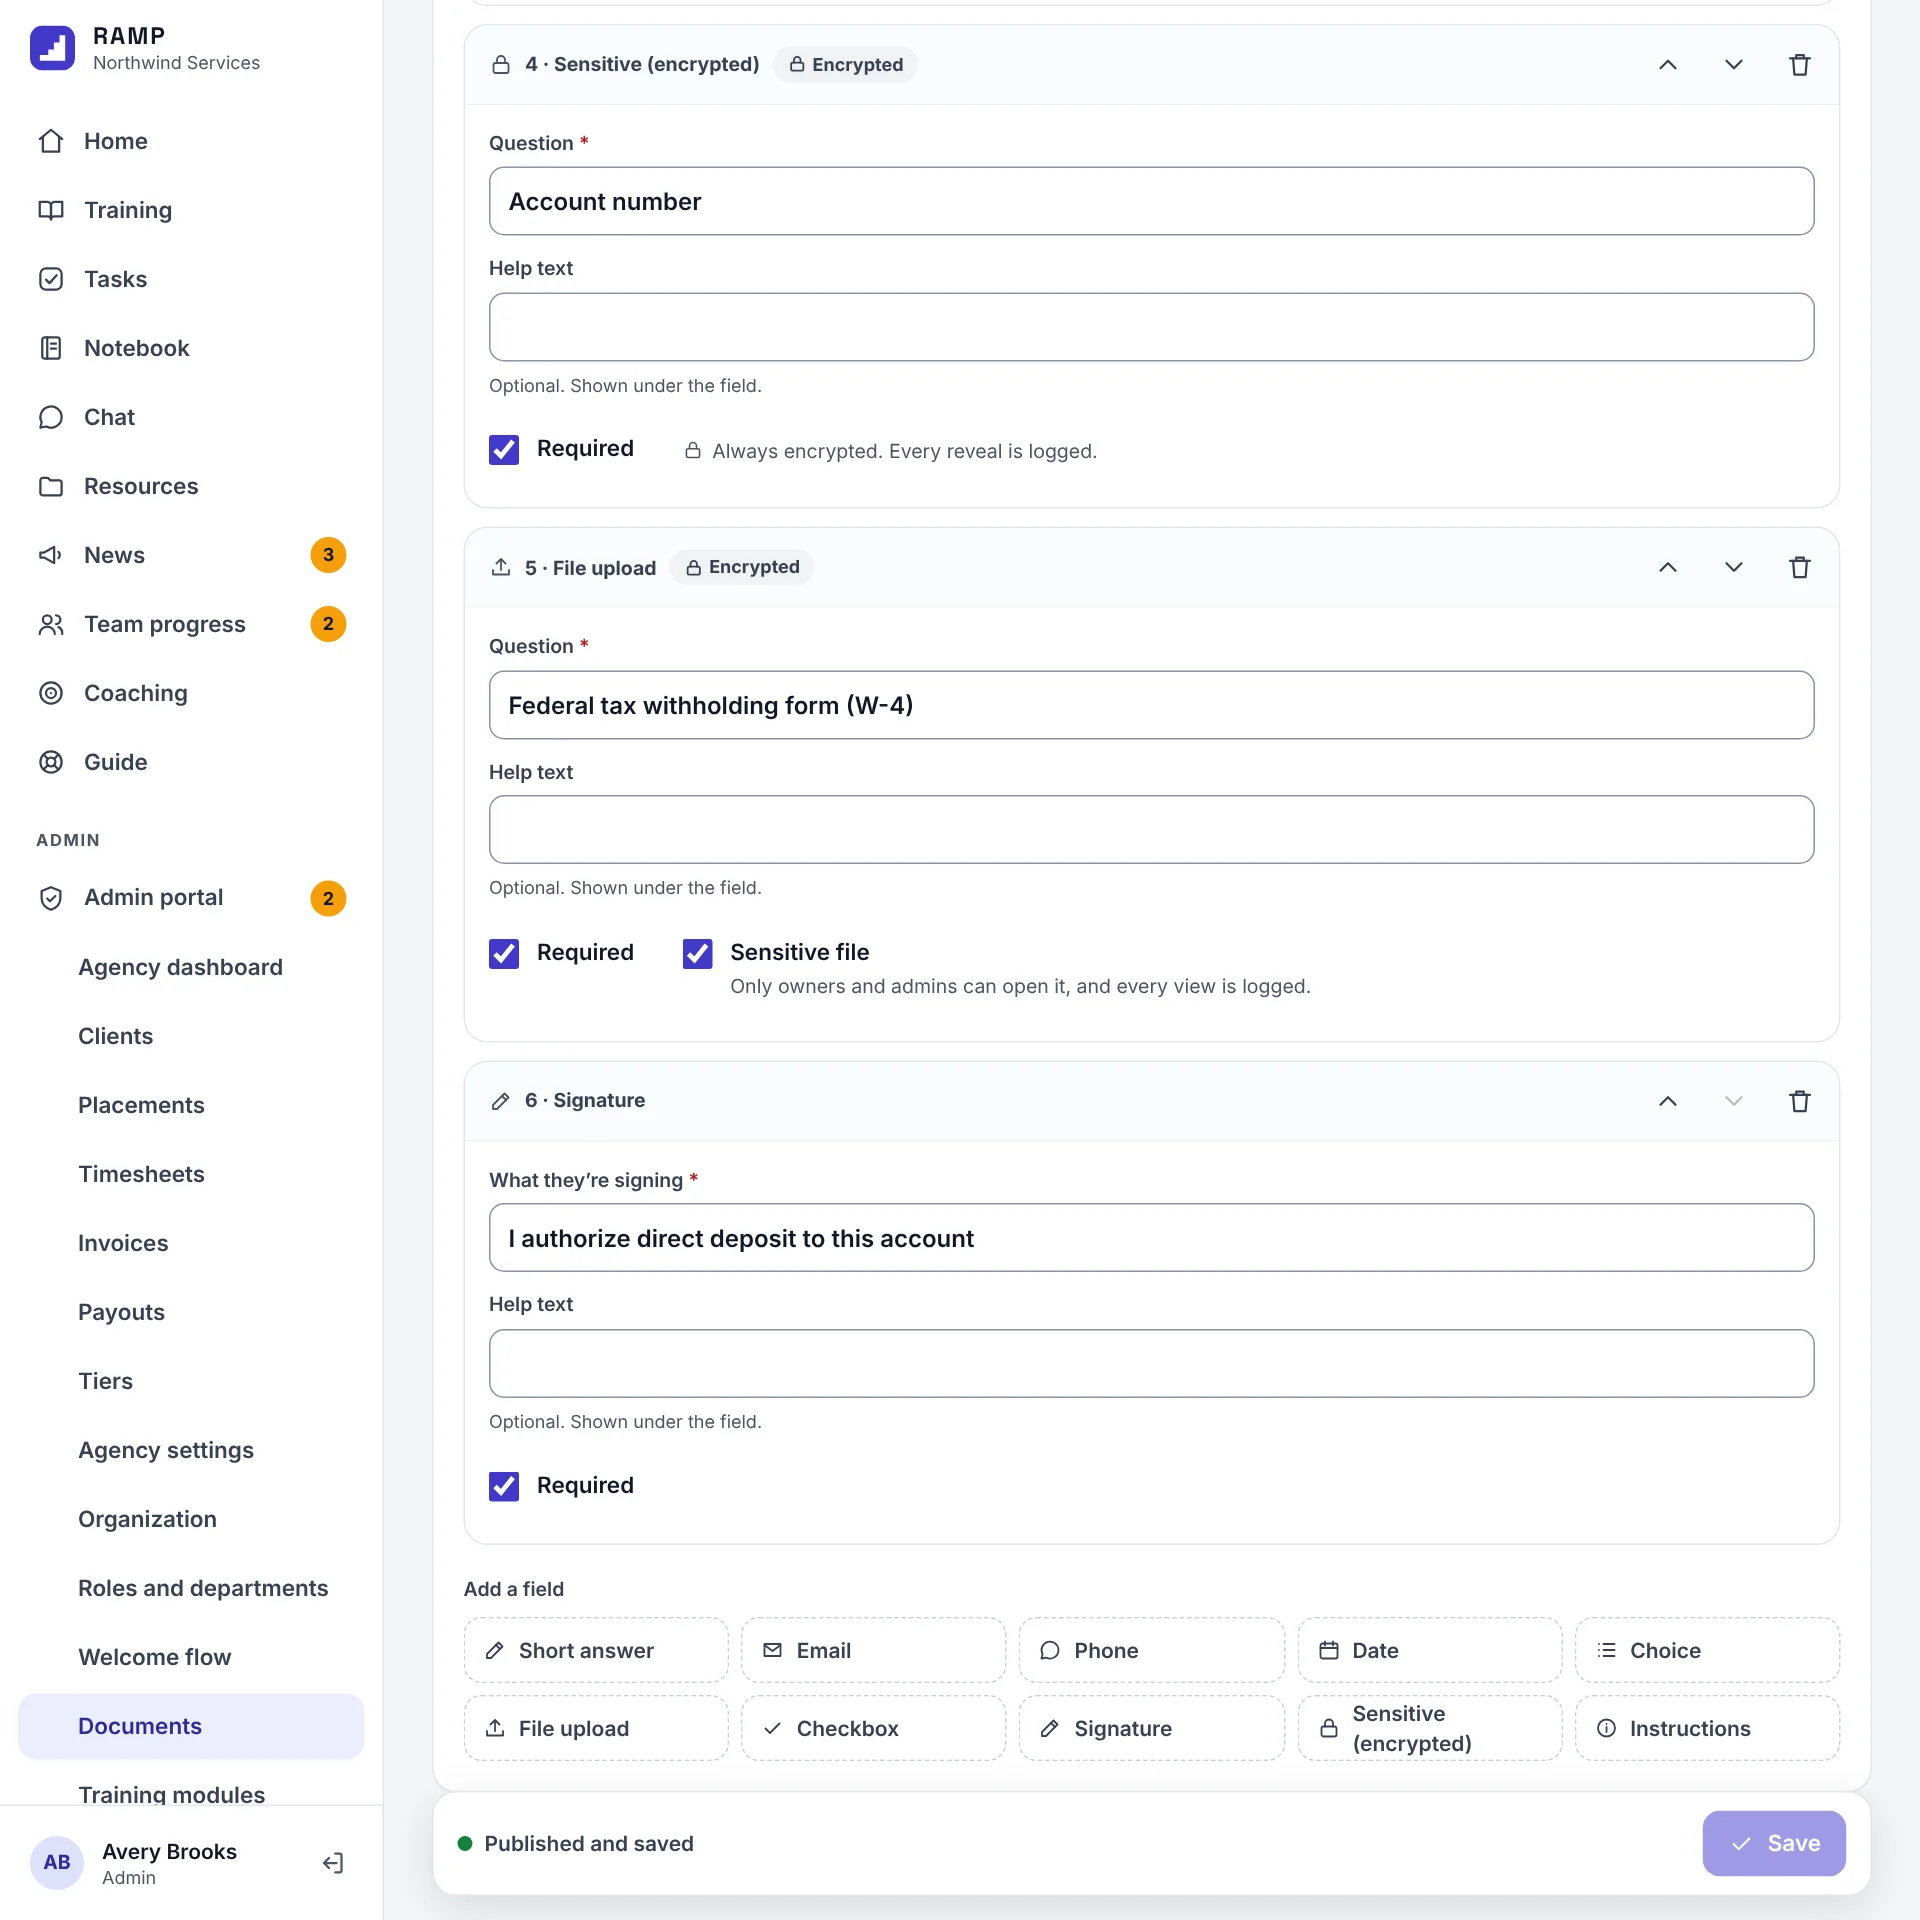 RAMP
Northwind Services
Home
Training
Tasks
Notebook
Chat
Resources
News 3
Team progress 2
Coaching
Guide
ADMIN
Admin portal 2
Agency dashboard
Clients
Placements
Timesheets
Invoices
Payouts
Tiers
Agency settings
Organization
Roles and departments
Welcome flow
Documents
Training modules
AB
Avery Brooks
Admin
4 · Sensitive (encrypted) Encrypted
Question *
Account number
Help text
Optional. Shown under the field.
Required Always encrypted. Every reveal is logged.
5 · File upload Encrypted
Question *
Federal tax withholding form (W-4)
Help text
Optional. Shown under the field.
Required Sensitive file
Only owners and admins can open it, and every view is logged.
6 · Signature
What they’re signing *
I authorize direct deposit to this account
Help text
Optional. Shown under the field.
Required
Add a field
Short answer Email Phone Date Choice
File upload Checkbox Signature Sensitive (encrypted) Instructions
Published and saved Save